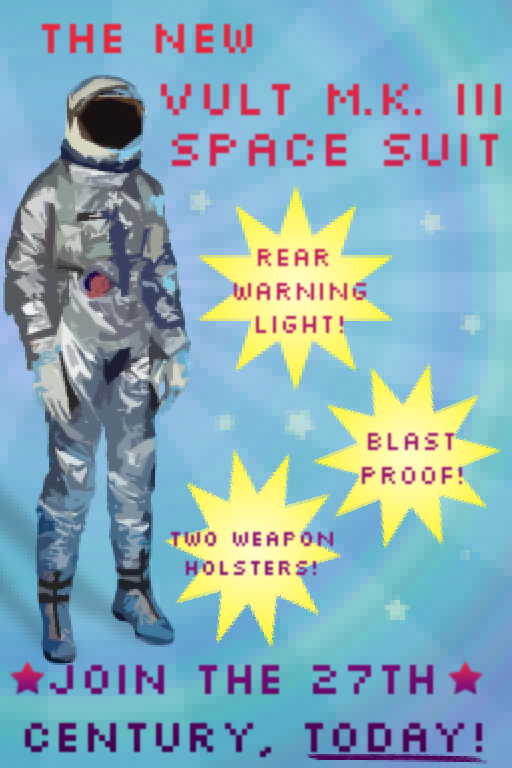 THE NEW
VULT M.K. III
SPACE SUIT
REAR
WARNING
LIGHT!
BLAST
PROOF!
TWO WEAPON
HOLSTERS!
JOIN THE 27TH
CENTURY, TODAY!